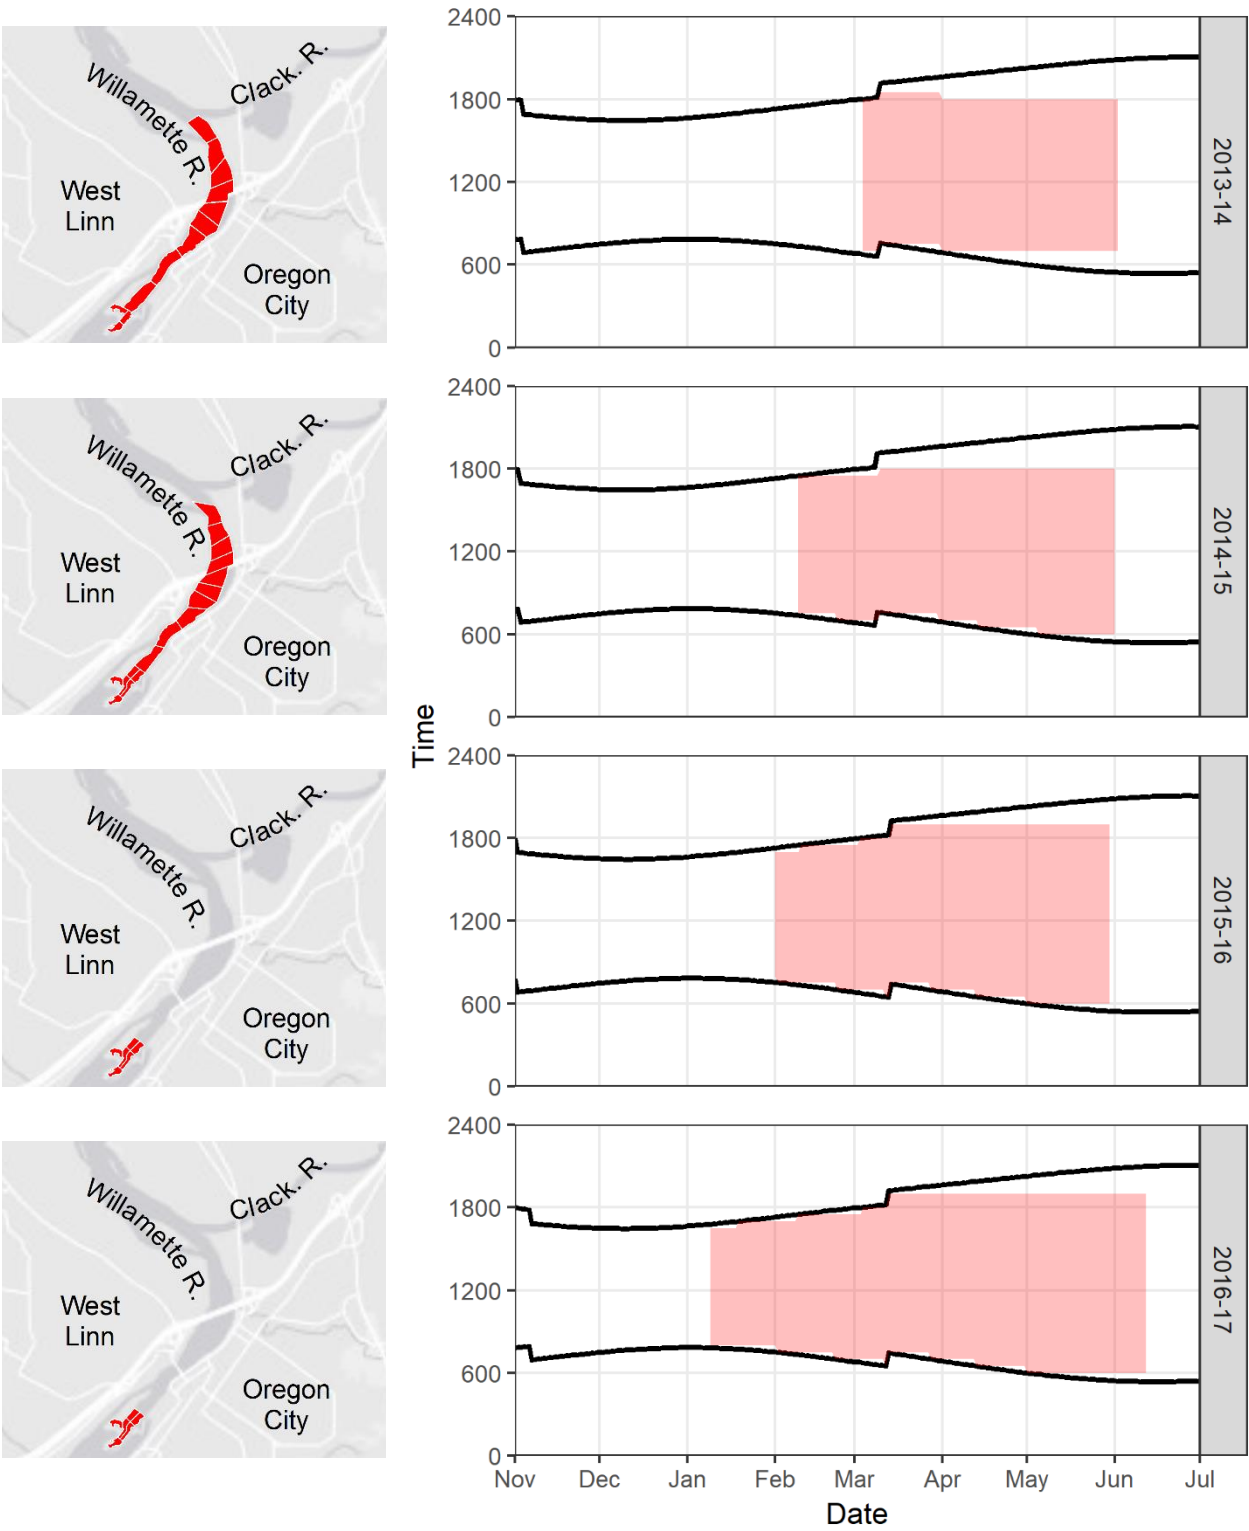 Willamette R.
Clack. R.
West
Linn
Oregon
City
2400
1800
1200
600
0
2013-14
Willamette R.
Clack. R.
West
Linn
Oregon
City
2400
1800
1200
600
0
2014-15
Time
Willamette R.
Clack. R.
West
Linn
Oregon
City
2400
1800
1200
600
0
2015-16
Willamette R.
Clack. R.
West
Linn
Oregon
City
2400
1800
1200
600
0
2016-17
Nov Dec Jan Feb Mar Apr May Jun Jul
Date